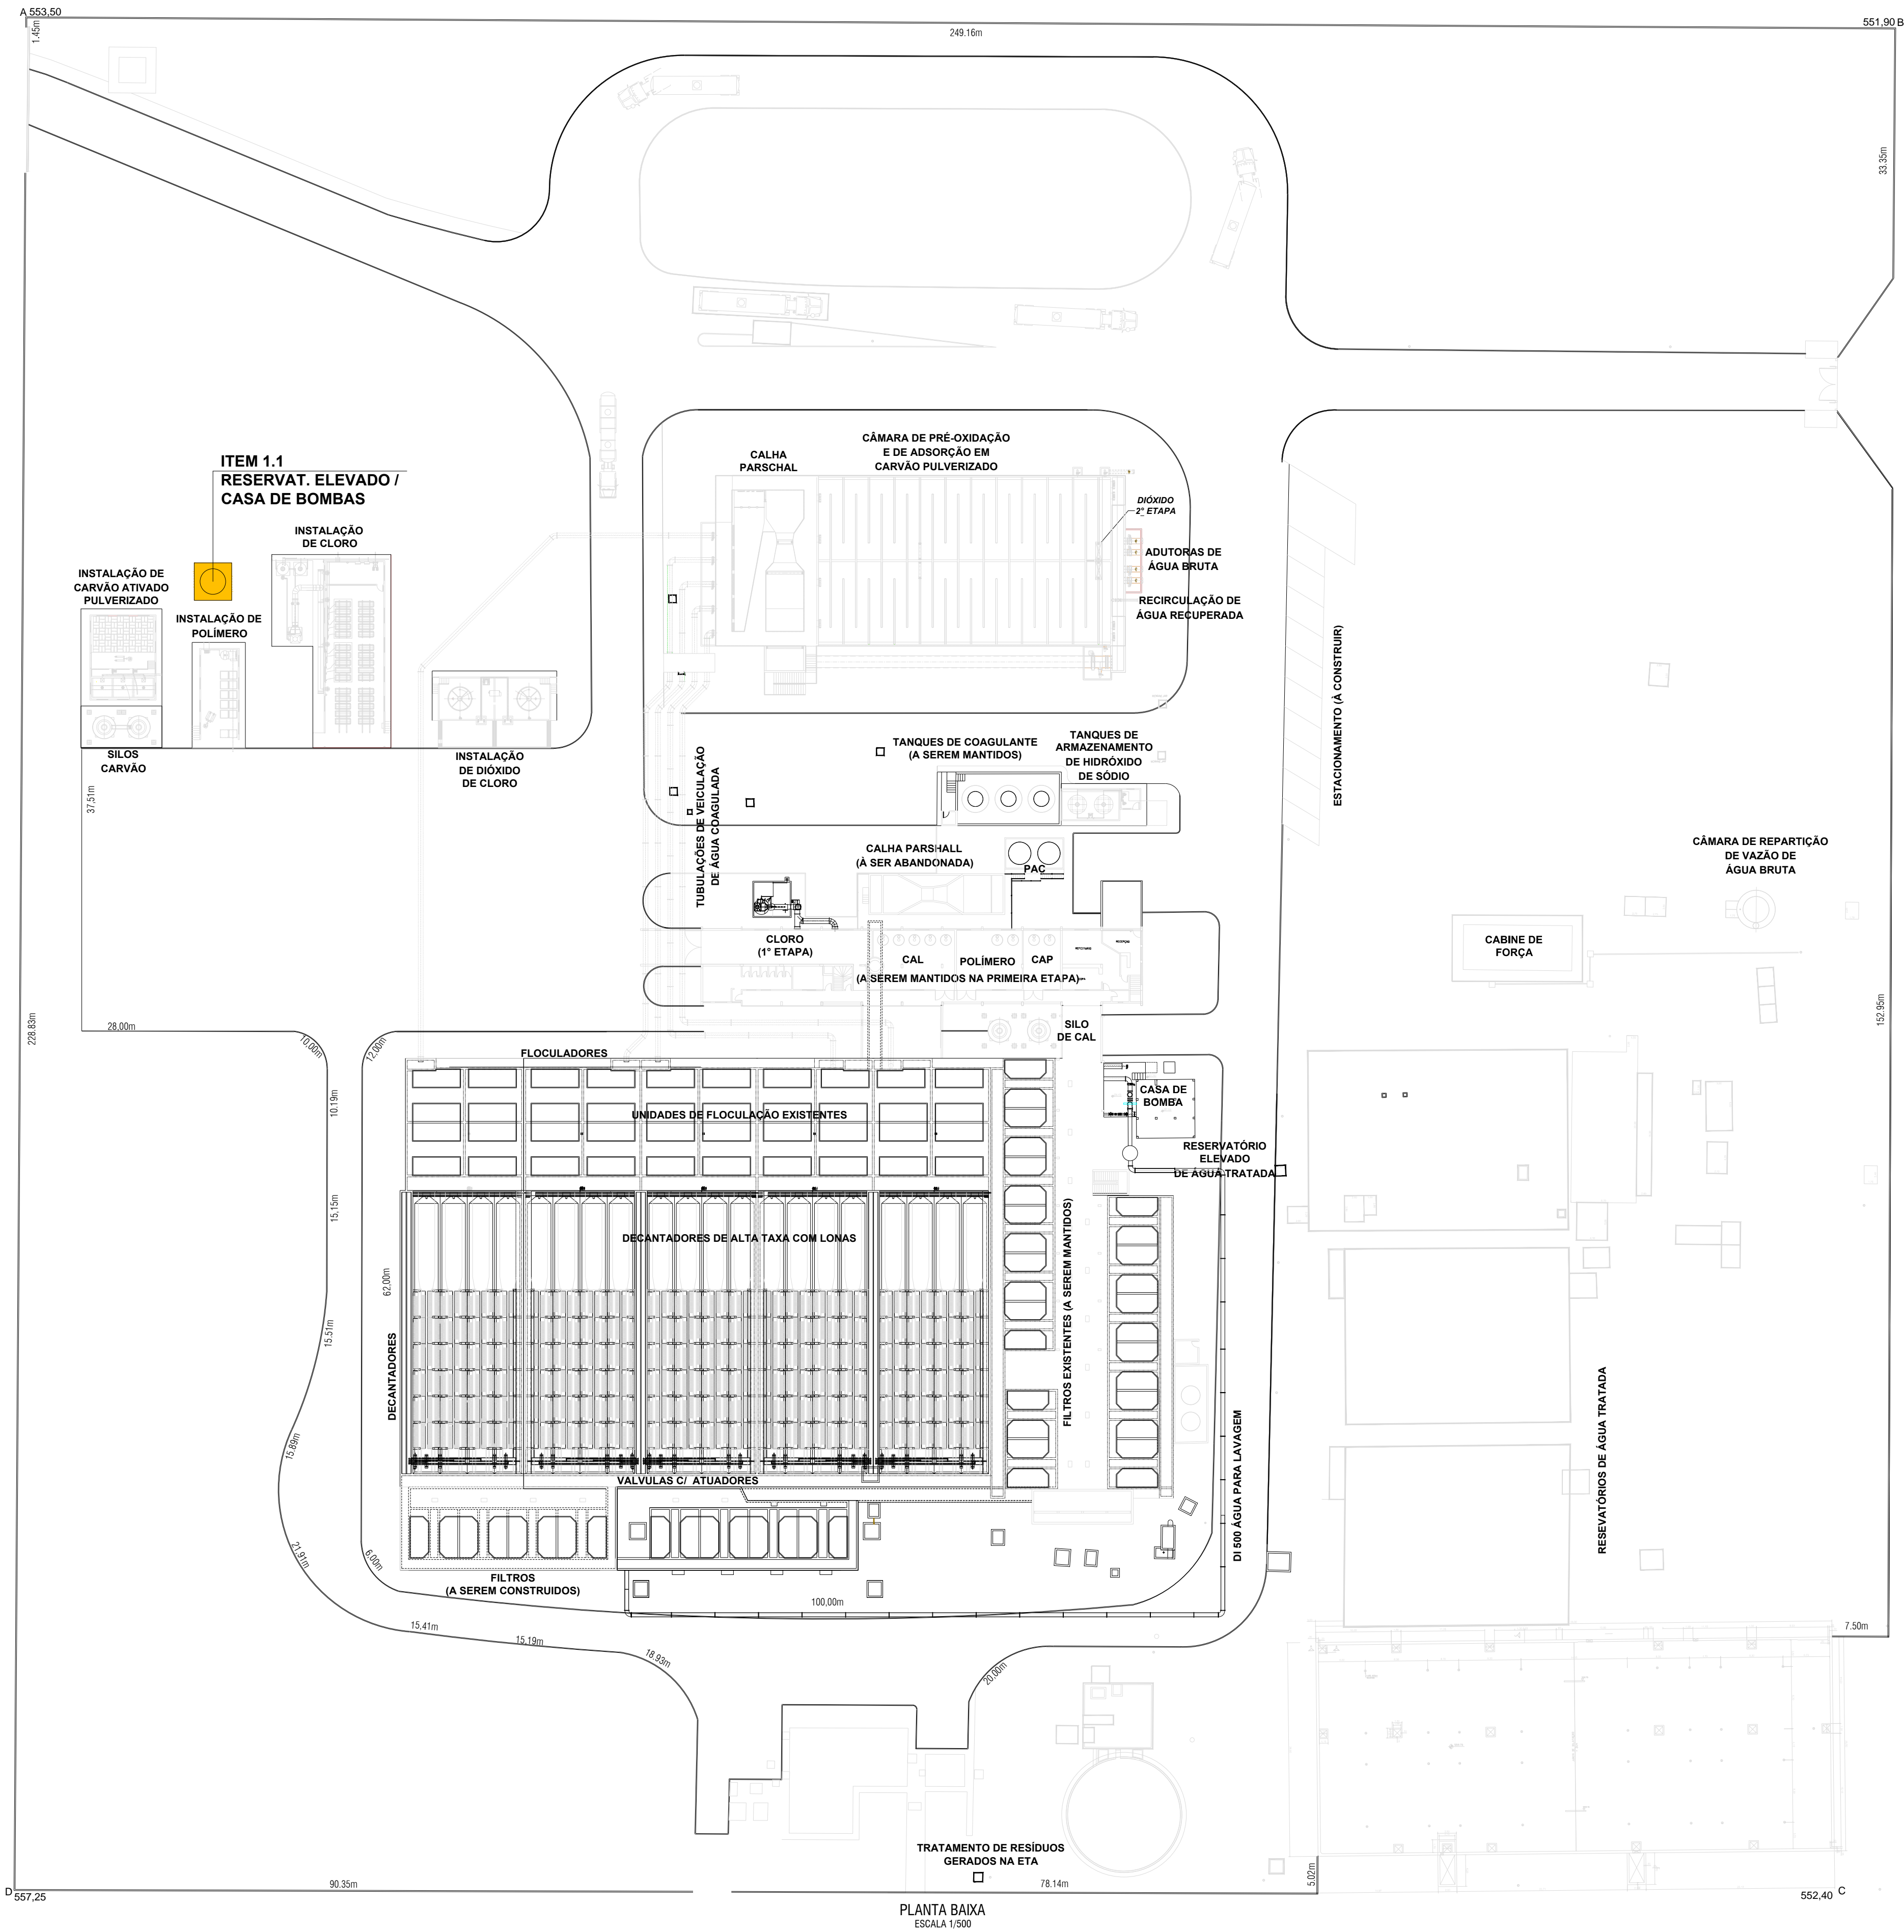 A 553,50
551,90 B
1.45m
249.16m
33.35m
ITEM 1.1
RESERVAT. ELEVADO /
CASA DE BOMBAS
CALHA
PARSCHAL
CÂMARA DE PRÉ-OXIDAÇÃO
E DE ADSORÇÃO EM
CARVÃO PULVERIZADO
DIÓXIDO
2° ETAPA
INSTALAÇÃO
DE CLORO
ADUTORAS DE
ÁGUA BRUTA
INSTALAÇÃO DE
CARVÃO ATIVADO
PULVERIZADO
RECIRCULAÇÃO DE
ÁGUA RECUPERADA
INSTALAÇÃO DE
POLÍMERO
ESTACIONAMENTO (À CONSTRUIR)
SILOS
CARVÃO
INSTALAÇÃO
DE DIÓXIDO
DE CLORO
TUBULAÇÕES DE VEICULAÇÃO
DE ÁGUA COAGULADA
TANQUES DE COAGULANTE
(A SEREM MANTIDOS)
TANQUES DE
ARMAZENAMENTO
DE HIDRÓXIDO
DE SÓDIO
37,51m
CALHA PARSHALL
(À SER ABANDONADA)
PAC
CÂMARA DE REPARTIÇÃO
DE VAZÃO DE
ÁGUA BRUTA
CLORO
(1° ETAPA)
CAL
POLÍMERO
CAP
(A SEREM MANTIDOS NA PRIMEIRA ETAPA)
CABINE DE
FORÇA
228.83m
152.95m
28,00m
10,00m
12,00m
SILO
DE CAL
FLOCULADORES
10.19m
UNIDADES DE FLOCULAÇÃO EXISTENTES
CASA DE
BOMBA
RESERVATÓRIO
ELEVADO
DE ÁGUA TRATADA
15,15m
DECANTADORES DE ALTA TAXA COM LONAS
FILTROS EXISTENTES (A SEREM MANTIDOS)
62,00m
15.51m
DECANTADORES
15,89m
RESEVATÓRIOS DE ÁGUA TRATADA
DI 500 ÁGUA PARA LAVAGEM
VALVULAS C/ ATUADORES
21,91m
6,00m
FILTROS
(A SEREM CONSTRUIDOS)
100,00m
15,41m
15,19m
18.93m
20,00m
7.50m
TRATAMENTO DE RESÍDUOS
GERADOS NA ETA
5.02m
90.35m
78.14m
D 557,25
552,40 C
PLANTA BAIXA
ESCALA 1/500